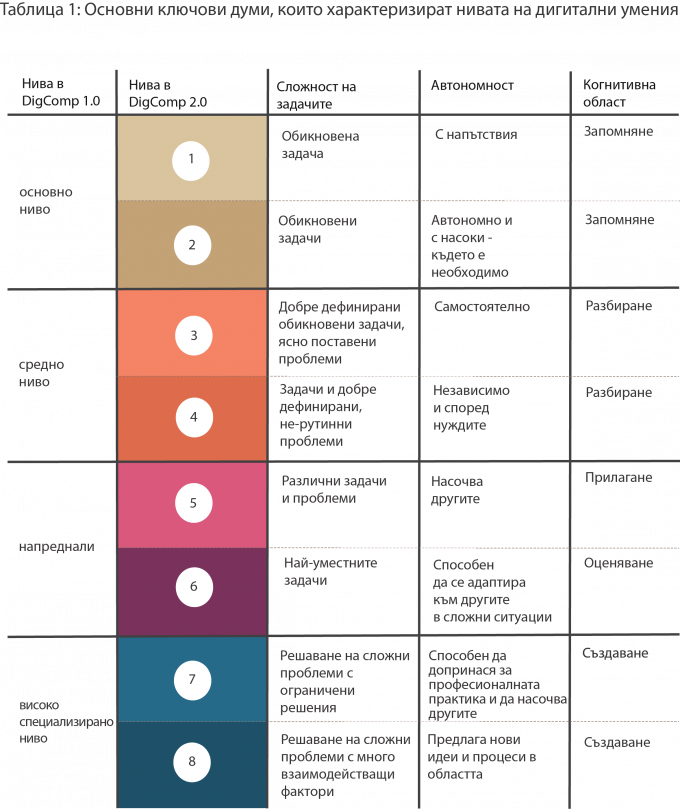 Таблица 1: Основни ключови думи, които характеризират нивата на дигитални умения
Нива в
DigComp 1.0
Нива в
DigComp 2.0
Сложност на
задачите
Автономност
Когнитивна
област
основно
ниво
1
Обикновена
задача
С напътствия
Запомняне
2
Обикновени
задачи
Автономно и
с насоки -
където е
необходимо
Запомняне
средно
ниво
3
Добре дефинирани
обикновени задачи,
ясно поставени
проблеми
Самостоятелно
Разбиране
4
Задачи и добре
дефинирани,
не-рутинни
проблеми
Независимо
и според
нуждите
Разбиране
напреднали
5
Различни задачи
и проблеми
Насочва
другите
Прилагане
6
Най-уместните
задачи
Способен
да се адаптира
към другите
в сложни ситуации
Оценяване
високо
специализирано
ниво
7
Решаване на сложни
проблеми с
ограничени
решения
Способен да
допринася за
професионалната
практика и да насочва
другите
Създаване
8
Решаване на сложни
проблеми с много
взаимодействащи
фактори
Предлага нови
идеи и процеси в
областта
Създаване